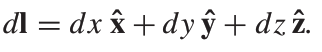 d𝐥 = dx 𝐱̂ + dy 𝐲̂ + dz 𝐳̂.